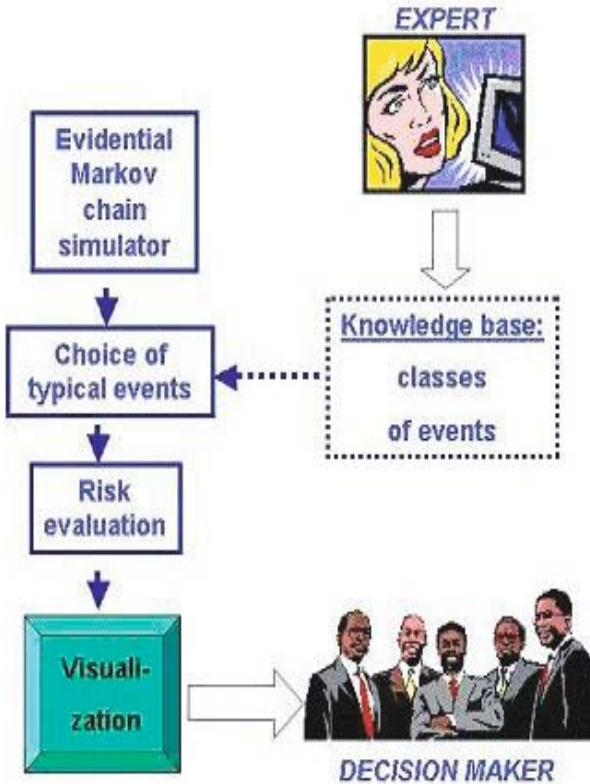 EXPERT
Evidential
Markov
chain
simulator
Knowledge base:
classes
of events
Choice of
typical events
Risk
evaluation
Visuali-
zation
DECISION MAKER